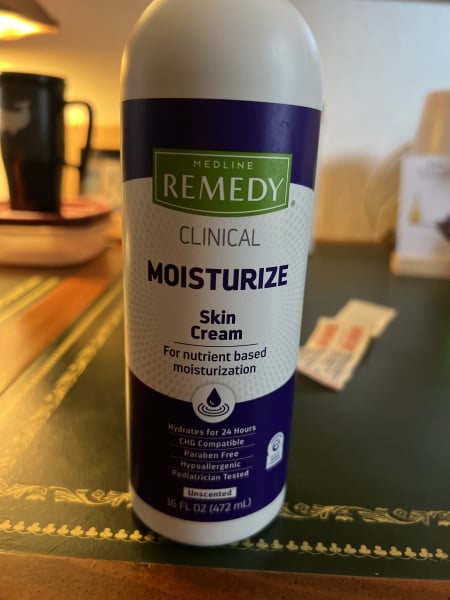 MEDLINE
REMEDY
CLINICAL
MOISTURIZE
Skin
Cream
For nutrient based
moisturization
Hydrates for 24 Hours
CHG Compatible
Paraben Free
Hypoallergenic
Pediatrician Tested
Unscented
16 FL OZ (472 mL)